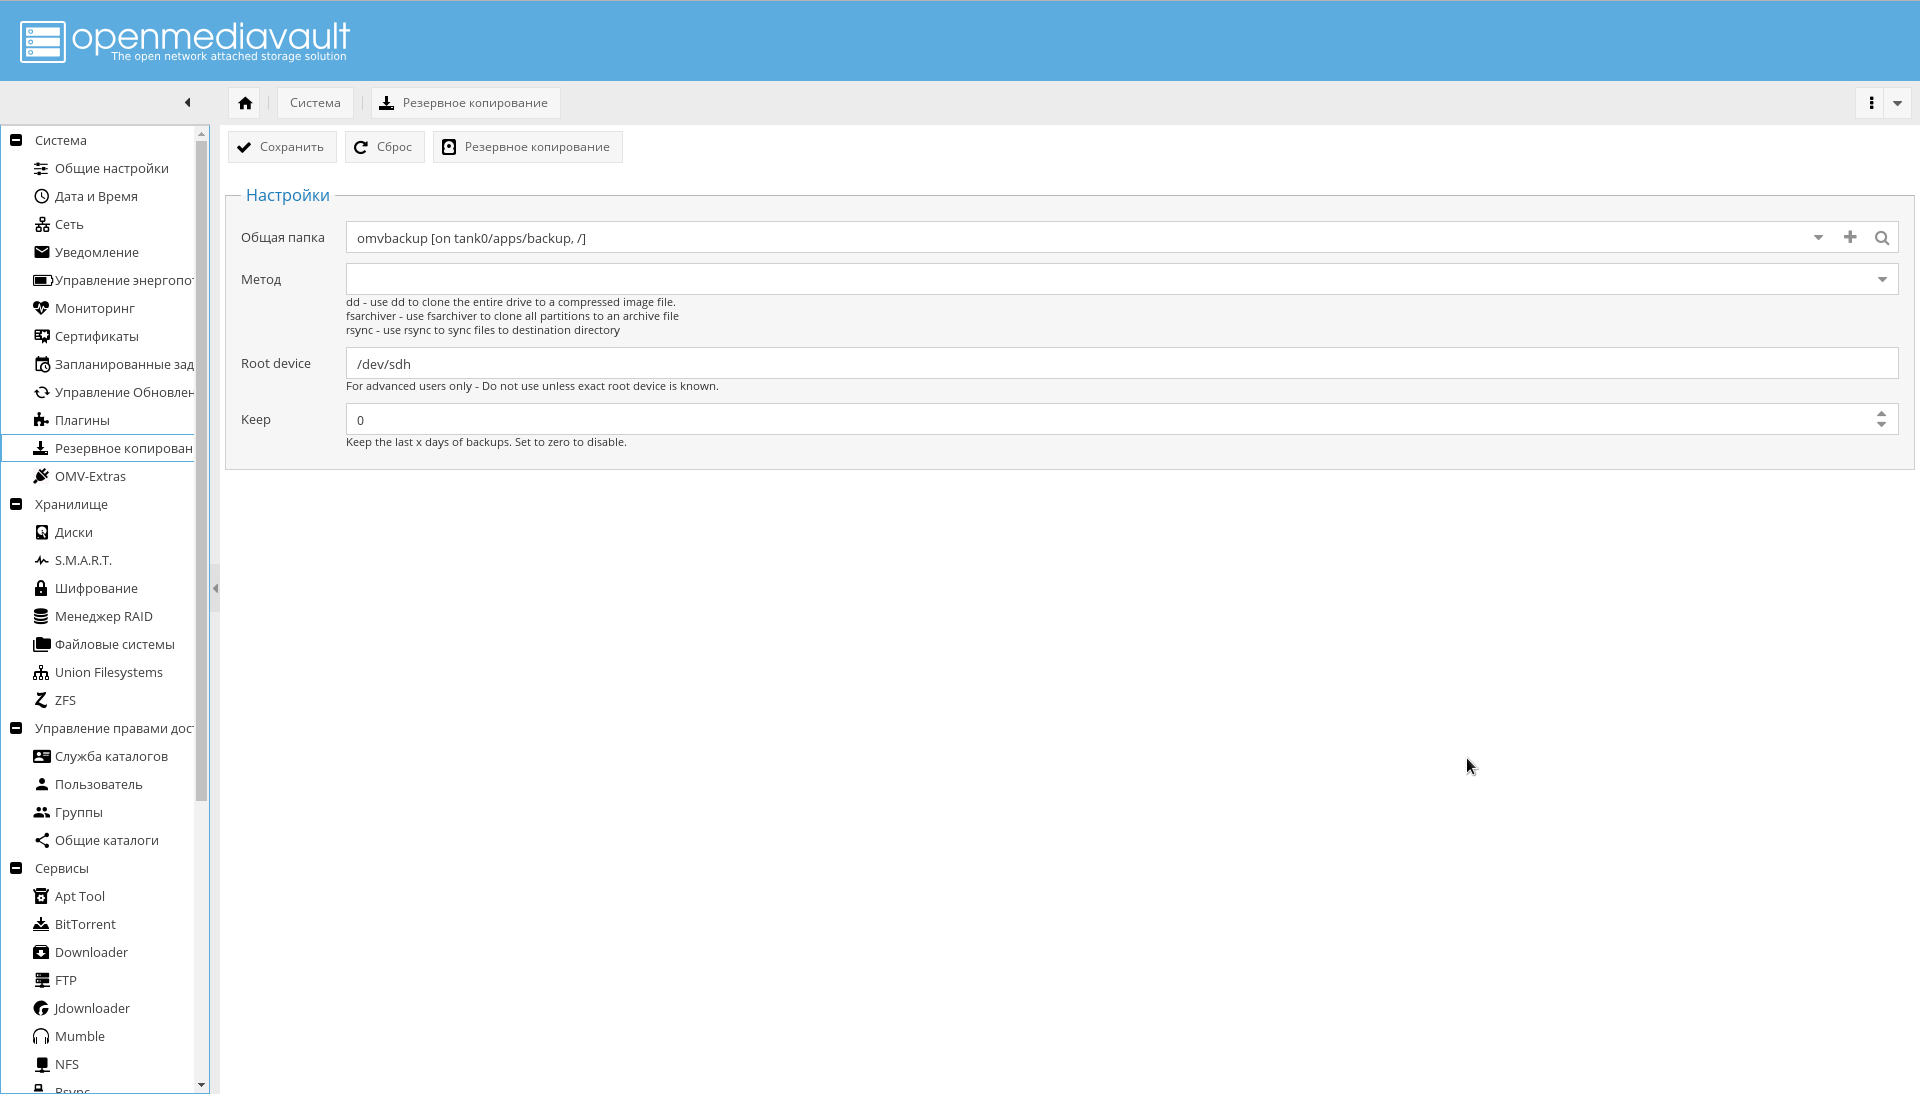 openmediavault
The open network attached storage solution
Система
Резервное копирование
Система
Общие настройки
Дата и Время
Сеть
Уведомление
Управление энергопо
Мониторинг
Сертификаты
Запланированные зад
Управление Обновлен
Плагины
Резервное копирован
OMV-Extras
Хранилище
Диски
S.M.A.R.T.
Шифрование
Менеджер RAID
Файловые системы
Union Filesystems
ZFS
Управление правами дос
Служба каталогов
Пользователь
Группы
Общие каталоги
Сервисы
Apt Tool
BitTorrent
Downloader
FTP
Jdownloader
Mumble
NFS
Rsync
Сохранить
Сброс
Резервное копирование
Настройки
Общая папка
omvbackup [on tank0/apps/backup, /]
Метод
dd - use dd to clone the entire drive to a compressed image file.
fsarchiver - use fsarchiver to clone all partitions to an archive file
rsync - use rsync to sync files to destination directory
Root device
/dev/sdh
For advanced users only - Do not use unless exact root device is known.
Keep
0
Keep the last x days of backups. Set to zero to disable.